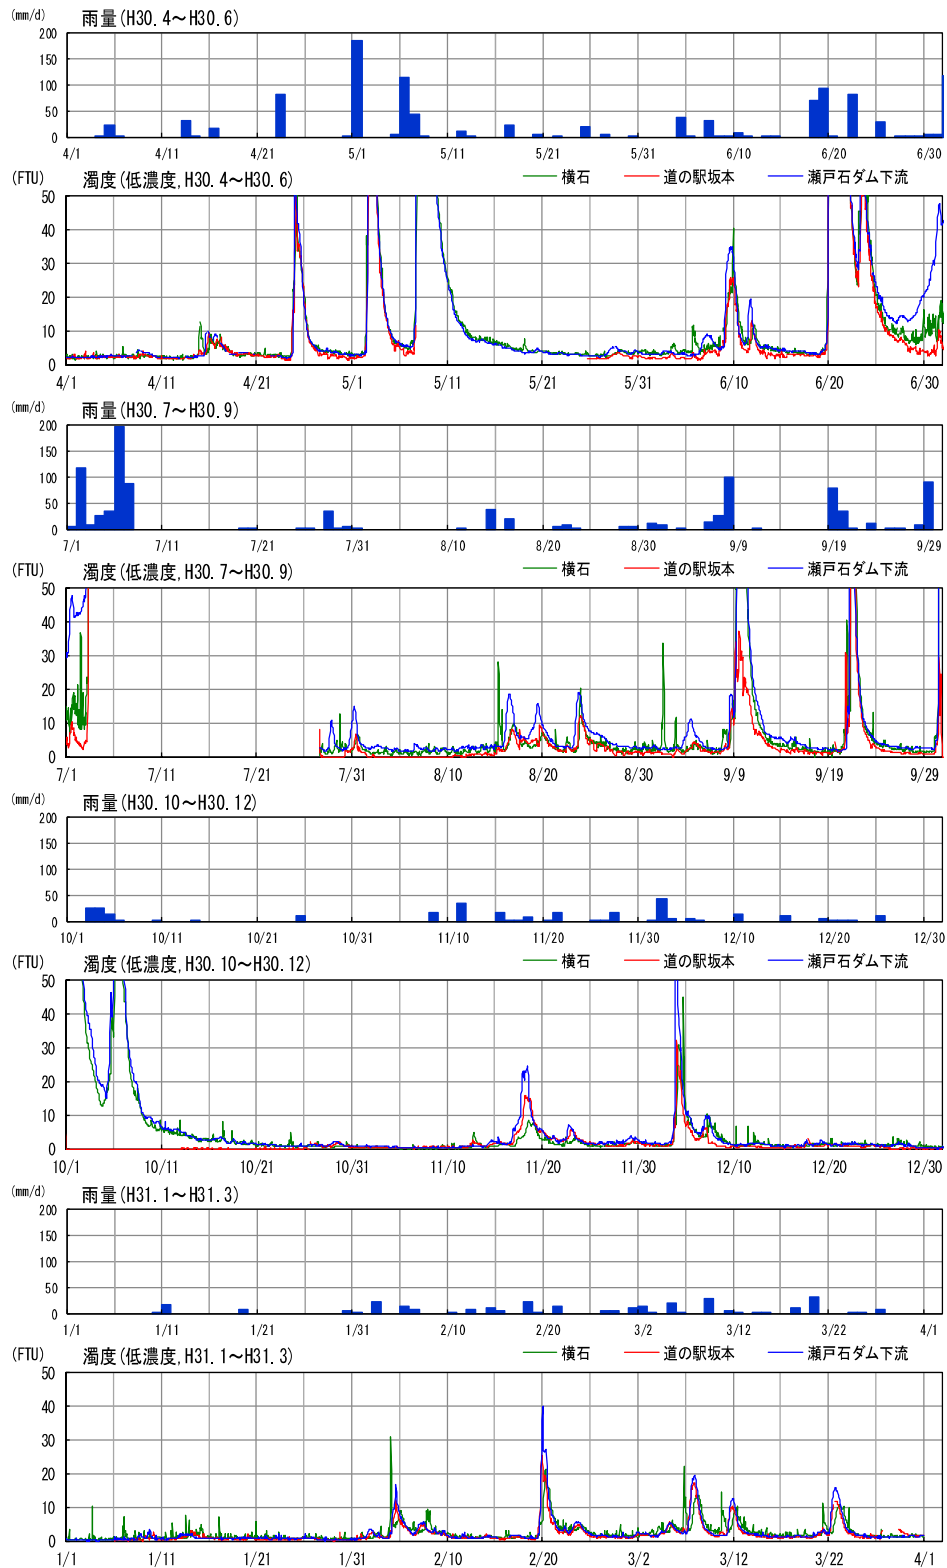 (mm/d) 雨量(H30.4～H30.6)
200
150
100
50
0
4/1 4/11 4/21 5/1 5/11 5/21 5/31 6/10 6/20 6/30
(FTU) 濁度(低濃度,H30.4～H30.6) 横石 道の駅坂本 瀬戸石ダム下流
50
40
30
20
10
0
4/1 4/11 4/21 5/1 5/11 5/21 5/31 6/10 6/20 6/30
(mm/d) 雨量(H30.7～H30.9)
200
150
100
50
0
7/1 7/11 7/21 7/31 8/10 8/20 8/30 9/9 9/19 9/29
(FTU) 濁度(低濃度,H30.7～H30.9) 横石 道の駅坂本 瀬戸石ダム下流
50
40
30
20
10
0
7/1 7/11 7/21 7/31 8/10 8/20 8/30 9/9 9/19 9/29
(mm/d) 雨量(H30.10～H30.12)
200
150
100
50
0
10/1 10/11 10/21 10/31 11/10 11/20 11/30 12/10 12/20 12/30
(FTU) 濁度(低濃度,H30.10～H30.12) 横石 道の駅坂本 瀬戸石ダム下流
50
40
30
20
10
0
10/1 10/11 10/21 10/31 11/10 11/20 11/30 12/10 12/20 12/30
(mm/d) 雨量(H31.1～H31.3)
200
150
100
50
0
1/1 1/11 1/21 1/31 2/10 2/20 3/2 3/12 3/22 4/1
(FTU) 濁度(低濃度,H31.1～H31.3) 横石 道の駅坂本 瀬戸石ダム下流
50
40
30
20
10
0
1/1 1/11 1/21 1/31 2/10 2/20 3/2 3/12 3/22 4/1